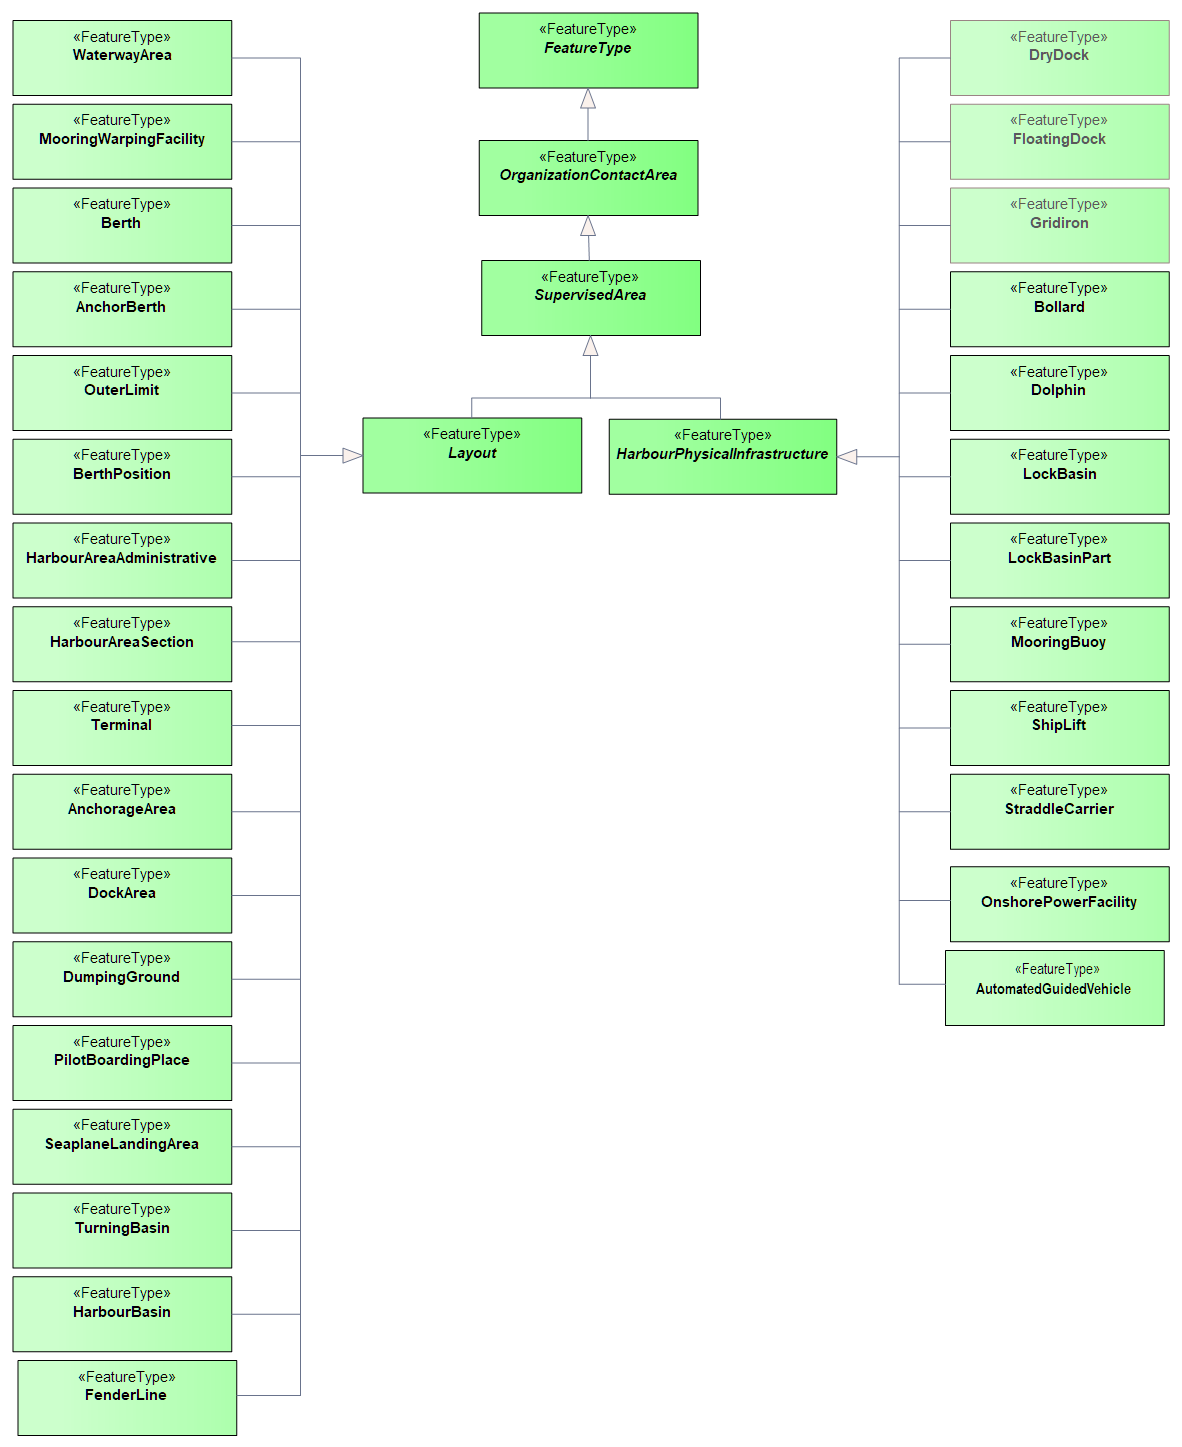 «FeatureType»
WaterwayArea
«FeatureType»
MooringWarpingFacility
«FeatureType»
Berth
«FeatureType»
AnchorBerth
«FeatureType»
OuterLimit
«FeatureType»
BerthPosition
«FeatureType»
HarbourAreaAdministrative
«FeatureType»
HarbourAreaSection
«FeatureType»
Terminal
«FeatureType»
AnchorageArea
«FeatureType»
DockArea
«FeatureType»
DumpingGround
«FeatureType»
PilotBoardingPlace
«FeatureType»
SeaplaneLandingArea
«FeatureType»
TurningBasin
«FeatureType»
HarbourBasin
«FeatureType»
FenderLine
«FeatureType»
FeatureType
«FeatureType»
OrganizationContactArea
«FeatureType»
SupervisedArea
«FeatureType»
Layout
«FeatureType»
HarbourPhysicalInfrastructure
«FeatureType»
DryDock
«FeatureType»
FloatingDock
«FeatureType»
Gridiron
«FeatureType»
Bollard
«FeatureType»
Dolphin
«FeatureType»
LockBasin
«FeatureType»
LockBasinPart
«FeatureType»
MooringBuoy
«FeatureType»
ShipLift
«FeatureType»
StraddleCarrier
«FeatureType»
OnshorePowerFacility
«FeatureType»
AutomatedGuidedVehicle